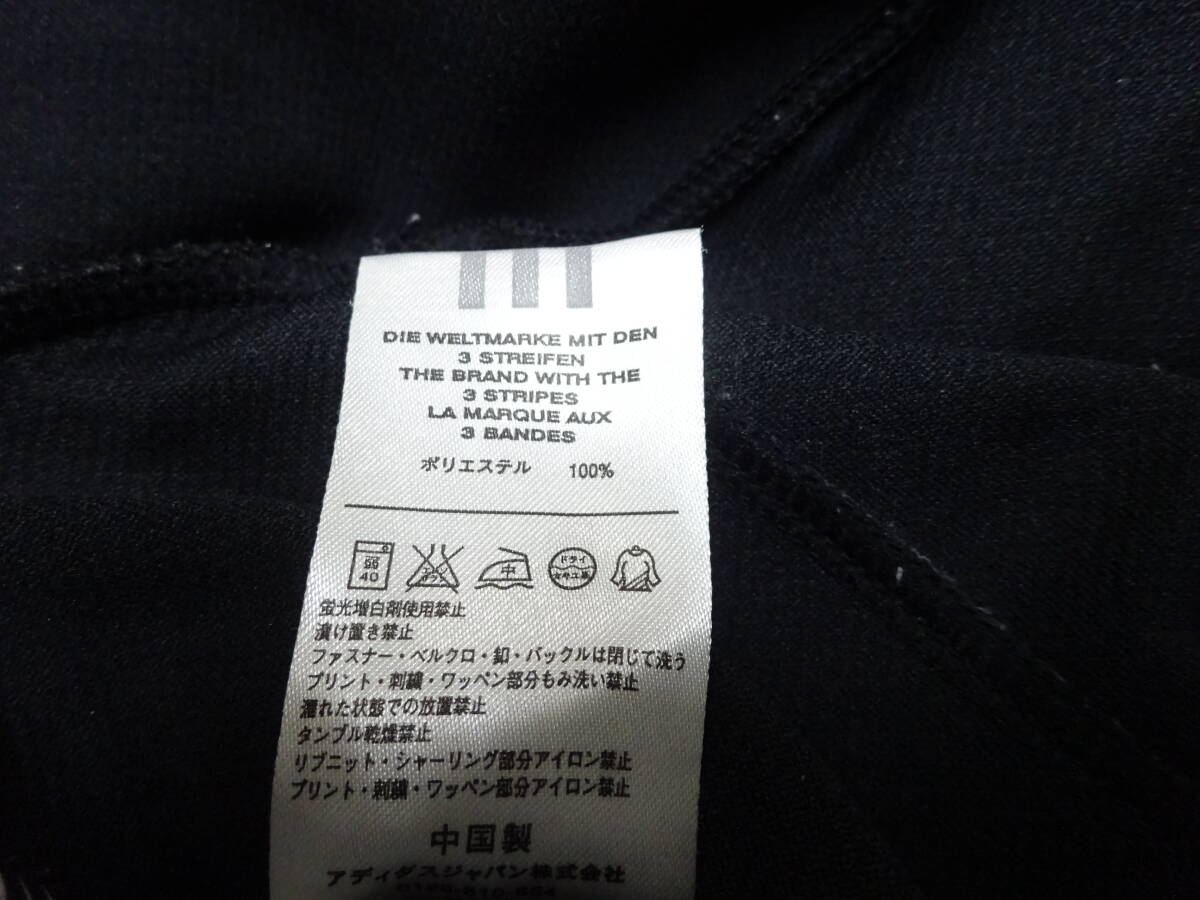 DIE WELTMARKE MIT DEN
3 STREIFEN
THE BRAND WITH THE
3 STRIPES
LA MARQUE AUX
3 BANDES
ポリエステル 100%
40 中 ドライ
蛍光増白剤使用禁止
漬け置き禁止
ファスナー・ベルクロ・釦・バックルは閉じて洗う
プリント・刺繍・ワッペン部分もみ洗い禁止
濡れた状態での放置禁止
タンブル乾燥禁止
リブニット・シャーリング部分アイロン禁止
プリント・刺繍・ワッペン部分アイロン禁止
中国製
アディダスジャパン株式会社